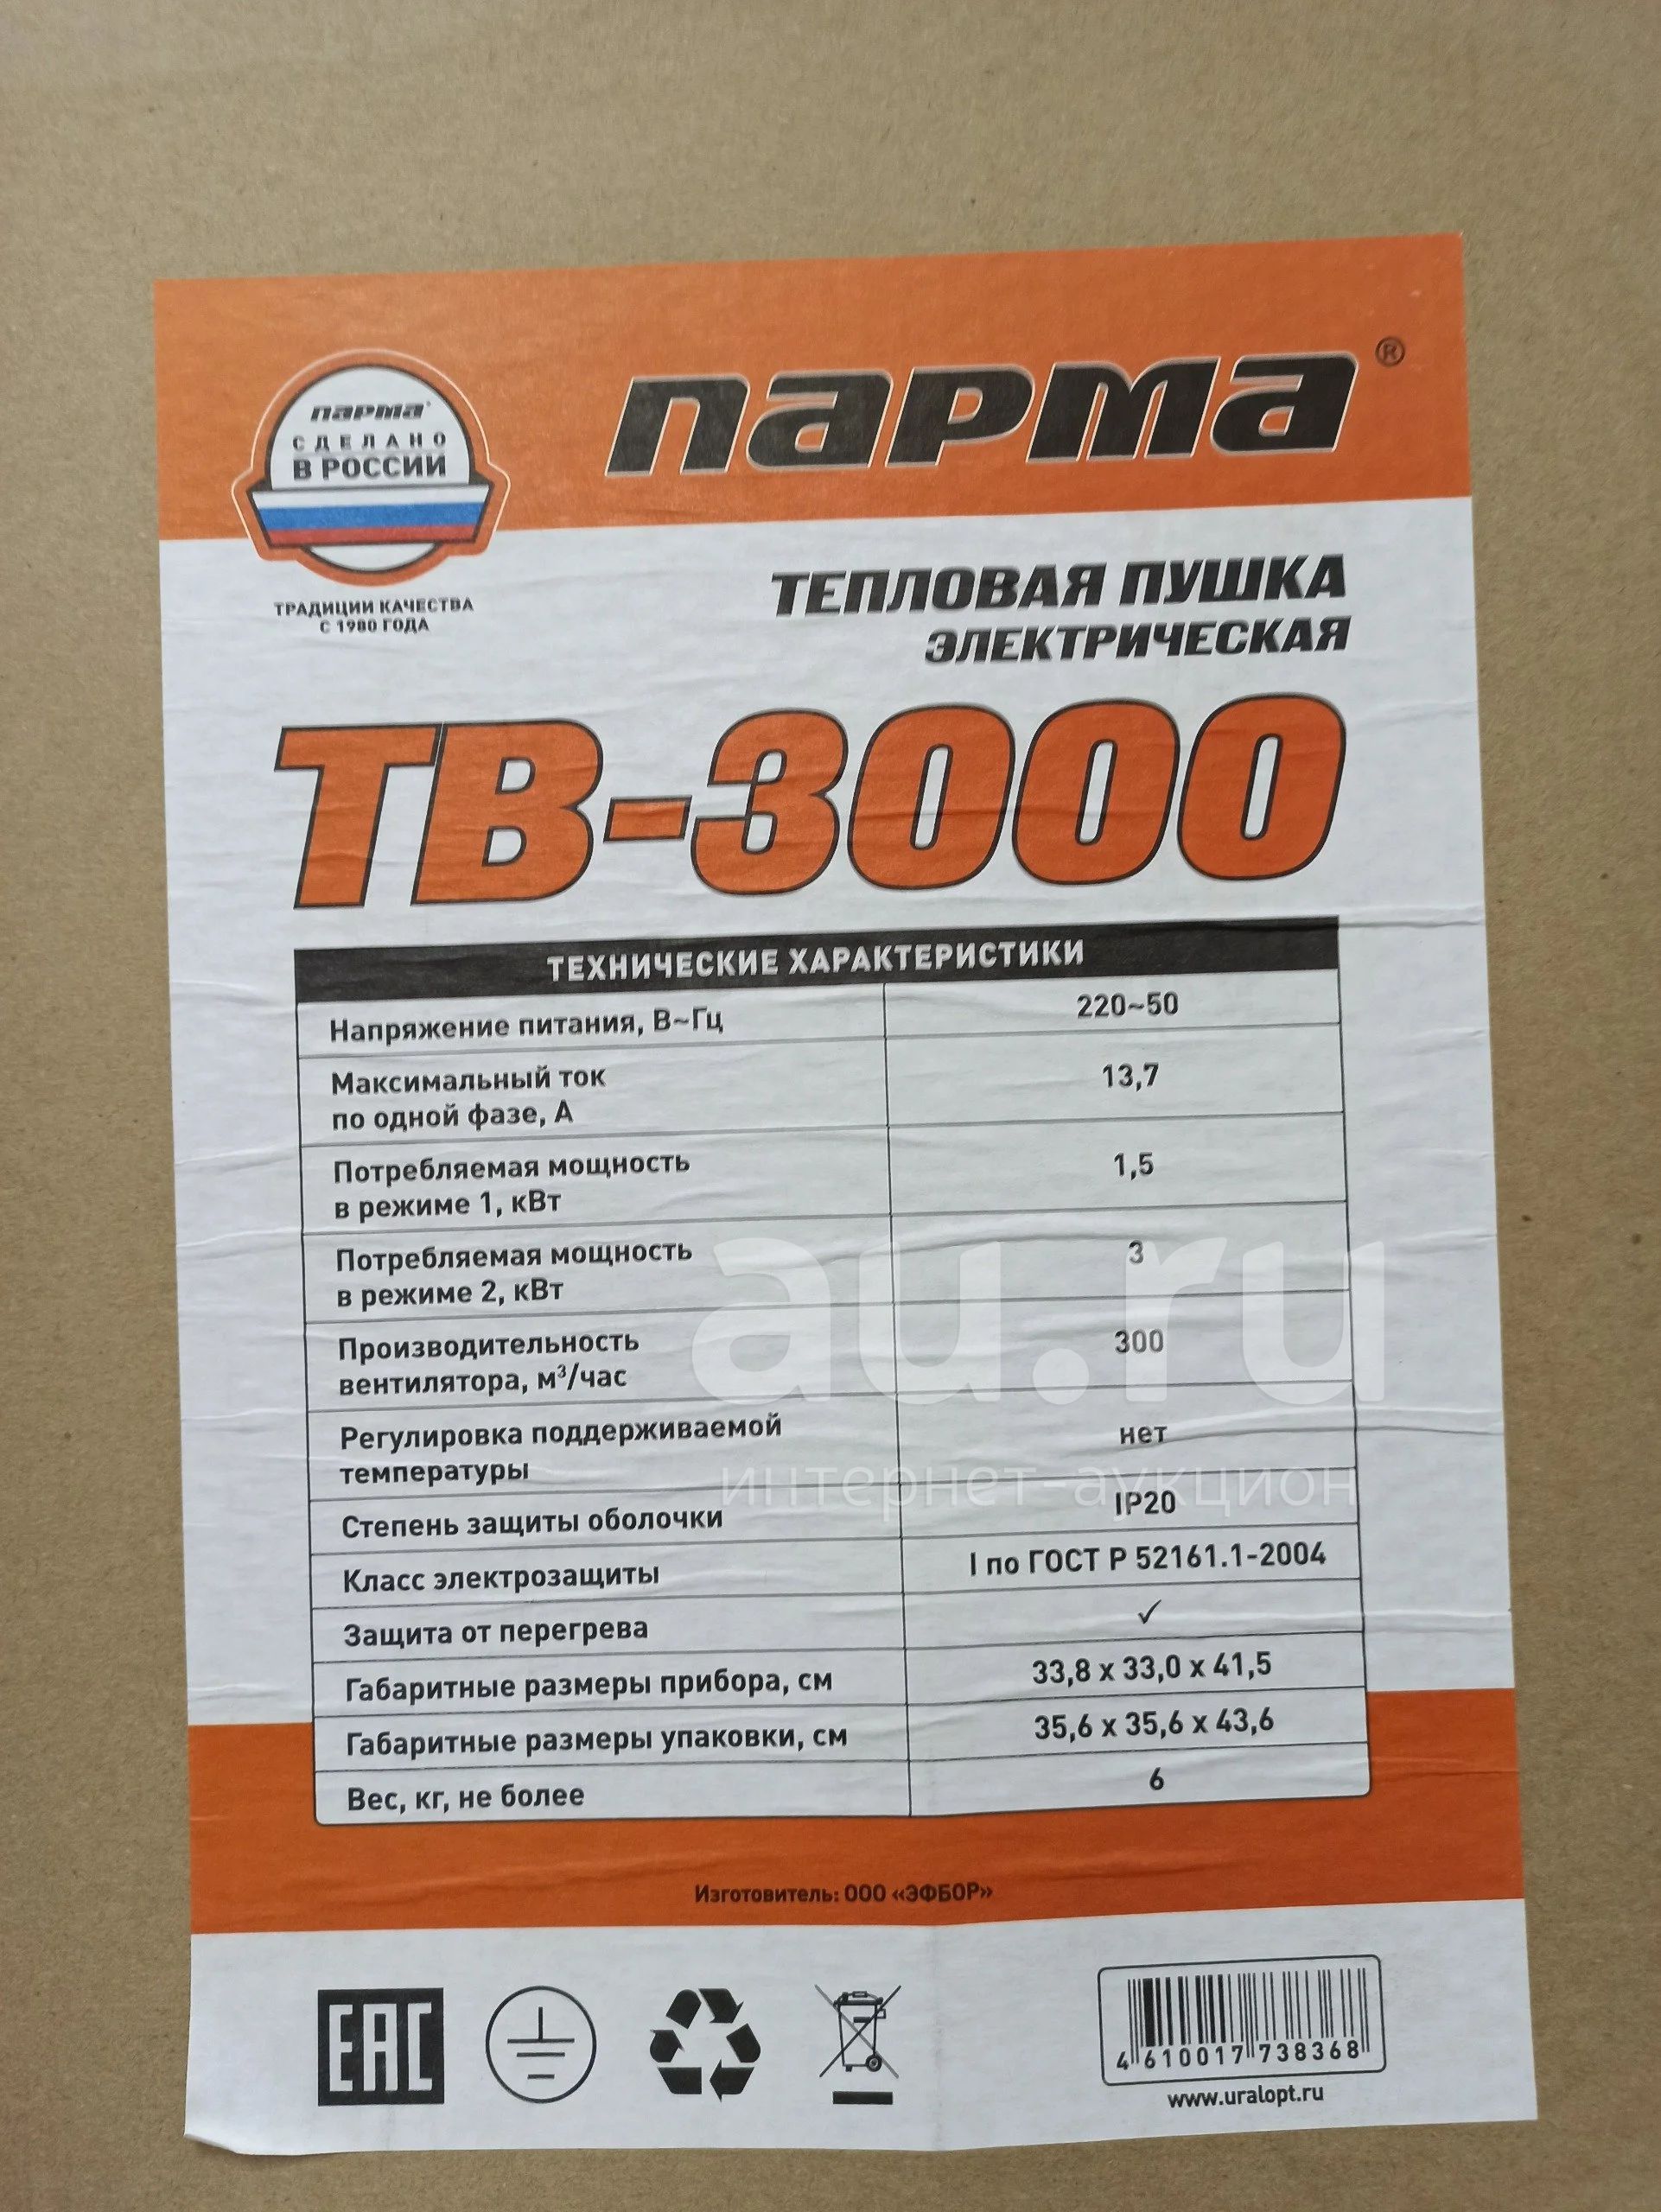 парма®
СДЕЛАНО
В РОССИИ
ТРАДИЦИИ КАЧЕСТВА
С 1980 ГОДА
парма®
ТЕПЛОВАЯ ПУШКА
ЭЛЕКТРИЧЕСКАЯ
ТВ-3000
ТЕХНИЧЕСКИЕ ХАРАКТЕРИСТИКИ
Напряжение питания, В~Гц 220~50
Максимальный ток
по одной фазе, А 13,7
Потребляемая мощность
в режиме 1, кВт 1,5
Потребляемая мощность
в режиме 2, кВт 3
Производительность
вентилятора, м³/час 300
Регулировка поддерживаемой
температуры нет
Степень защиты оболочки IP20
Класс электрозащиты I по ГОСТ Р 52161.1-2004
Защита от перегрева ✓
Габаритные размеры прибора, см 33,8 х 33,0 х 41,5
Габаритные размеры упаковки, см 35,6 х 35,6 х 43,6
Вес, кг, не более 6
au.ru
интернет-аукцион
Изготовитель: ООО «ЭФБОР»
EAC
4 610017 738368
www.uralopt.ru